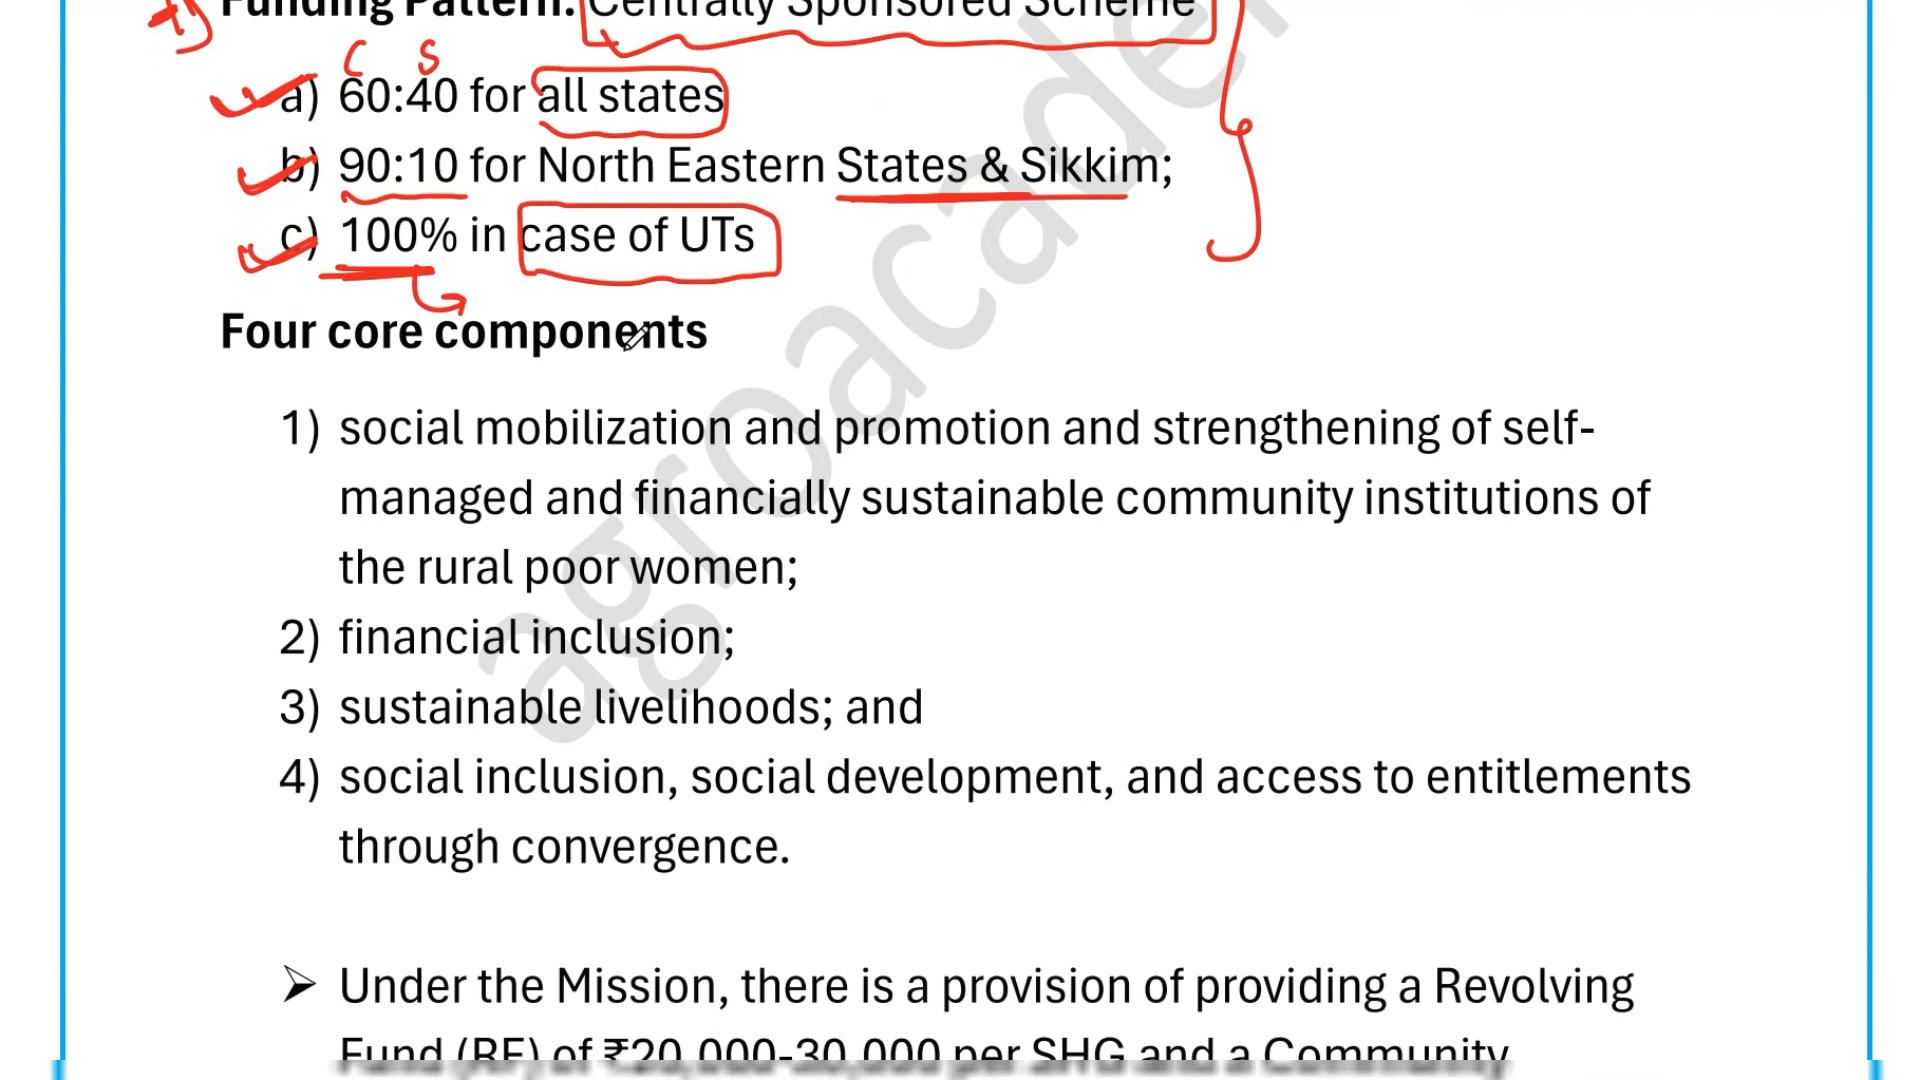 Funding Pattern: Centrally Sponsored Scheme
C S
a) 60:40 for all states
b) 90:10 for North Eastern States & Sikkim;
c) 100% in case of UTs
Four core components
1) social mobilization and promotion and strengthening of self-
managed and financially sustainable community institutions of
the rural poor women;
2) financial inclusion;
3) sustainable livelihoods; and
4) social inclusion, social development, and access to entitlements
through convergence.
➢ Under the Mission, there is a provision of providing a Revolving
Fund (RF) of ₹20,000-30,000 per SHG and a Community
agroacade